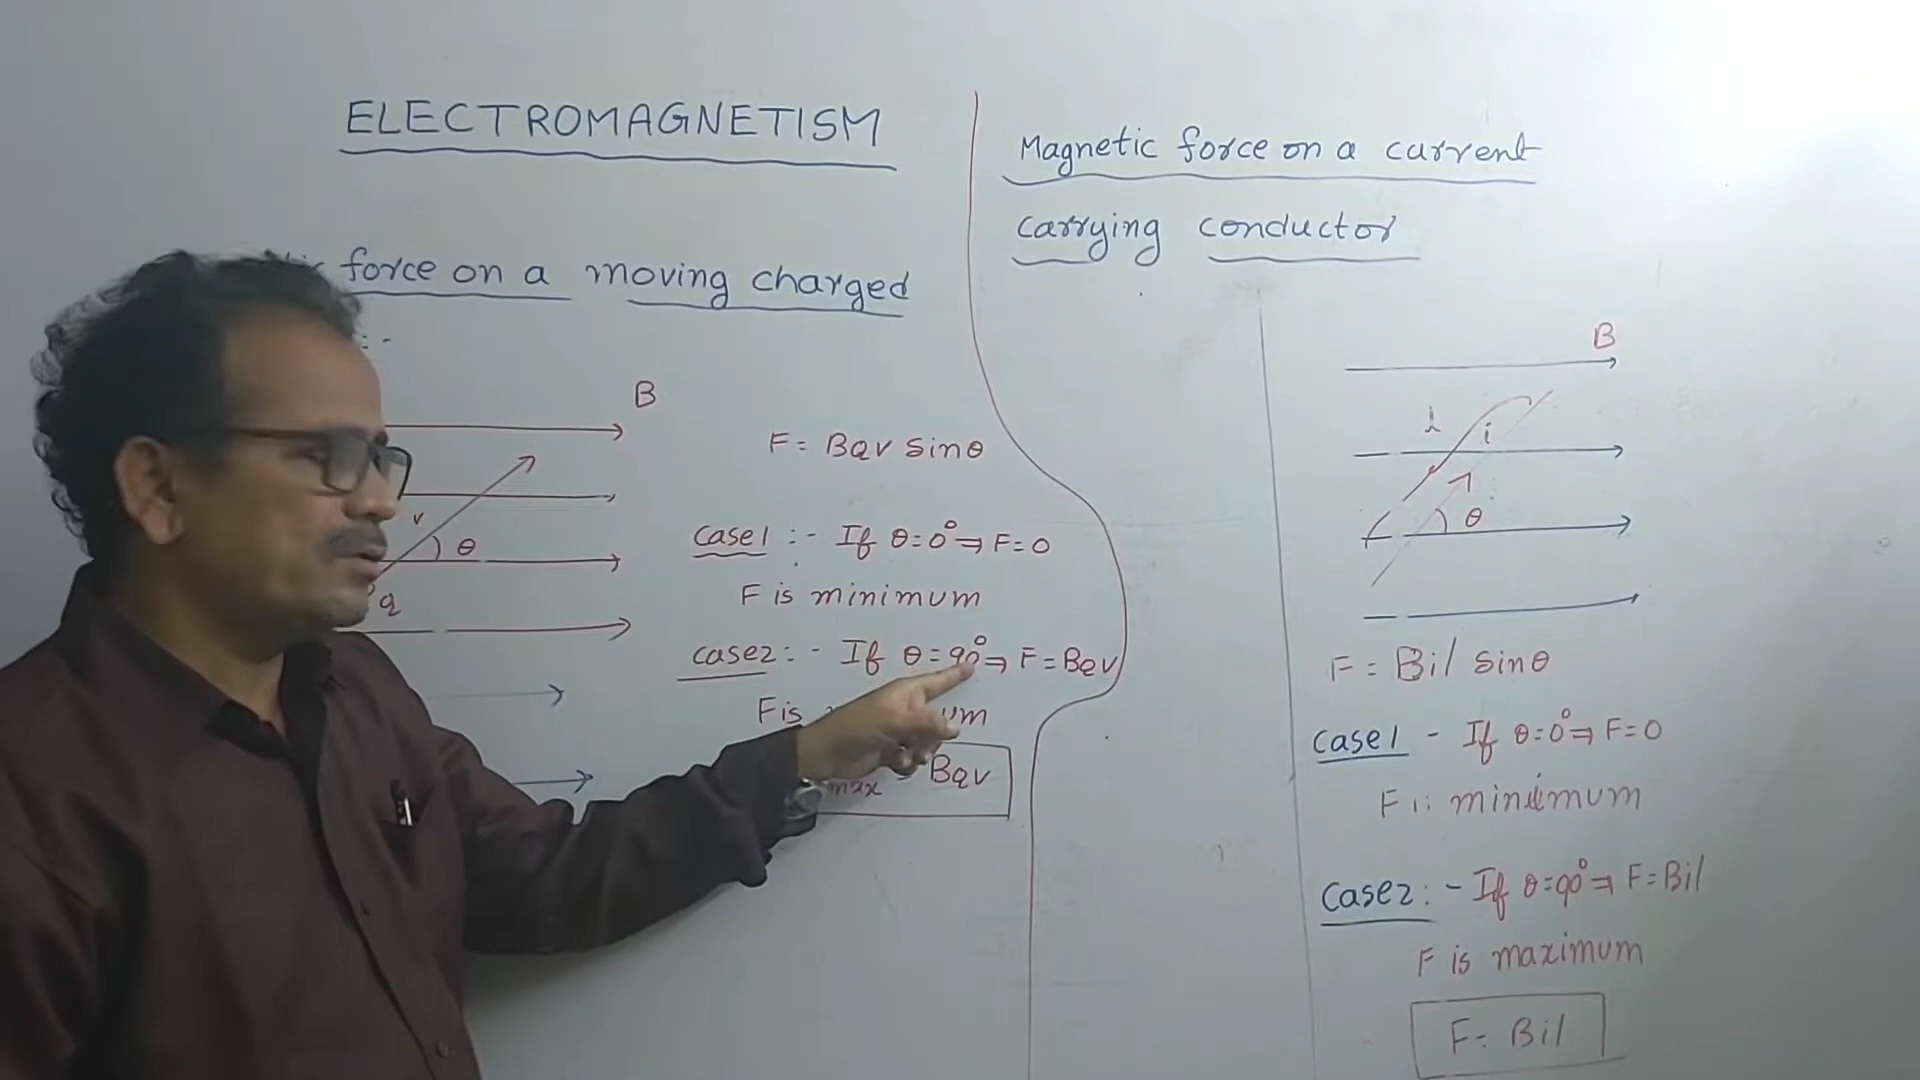 ELECTROMAGNETISM
force on a moving charged
: -
B
v
θ
q
F = Bqv sinθ
Case1 :- If θ=0° ⇒ F=0
F is minimum
Case2: - If θ=90° ⇒ F=Bqv
F is
max Bqv
Magnetic force on a current
carrying conductor
B
l
i
θ
F = Bil sinθ
Case1 - If θ=0° ⇒ F=0
F is minimum
Case2: - If θ=90° ⇒ F=Bil
F is maximum
F = Bil